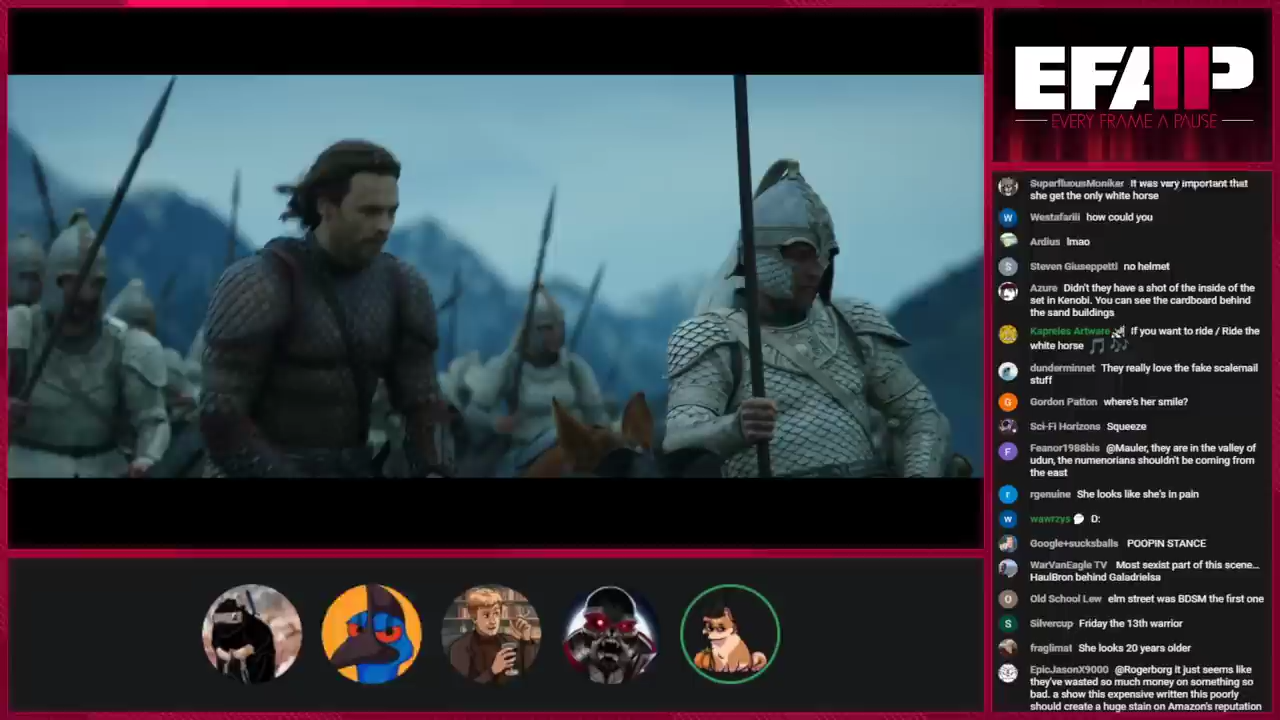 EFAP
EVERY FRAME A PAUSE
SuperfluousMoniker It was very important that
she get the only white horse
Westafariii how could you
Ardius lmao
Steven Giuseppetti no helmet
Azure Didn't they have a shot of the inside of the
set in Kenobi. You can see the cardboard behind
the sand buildings
Kapreles Artware If you want to ride / Ride the
white horse
dunderminnet They really love the fake scalemail
stuff
Gordon Patton where's her smile?
Sci-Fi Horizons Squeeze
Feanor1988bis @Mauler, they are in the valley of
udun, the numenorians shouldn't be coming from
the east
rgenuine She looks like she's in pain
wawrzys D:
Google+sucksballs POOPIN STANCE
WarVanEagle TV Most sexist part of this scene...
HaulBron behind Galadrielsa
Old School Lew elm street was BDSM the first one
Silvercup Friday the 13th warrior
fraglimat She looks 20 years older
EpicJasonX9000 @Rogerborg it just seems like
they've wasted so much money on something so
bad. a show this expensive written this poorly
should create a huge stain on Amazon's reputation